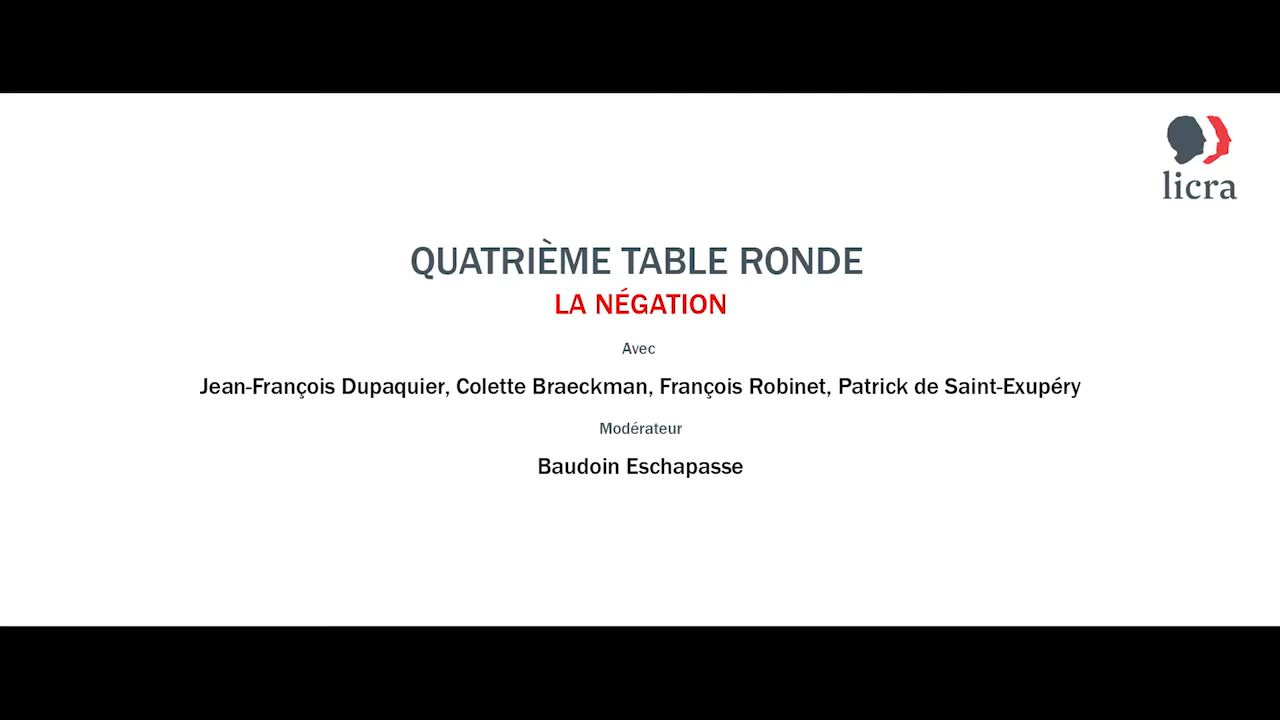 licra
QUATRIÈME TABLE RONDE
LA NÉGATION
Avec
Jean-François Dupaquier, Colette Braeckman, François Robinet, Patrick de Saint-Exupéry
Modérateur
Baudoin Eschapasse